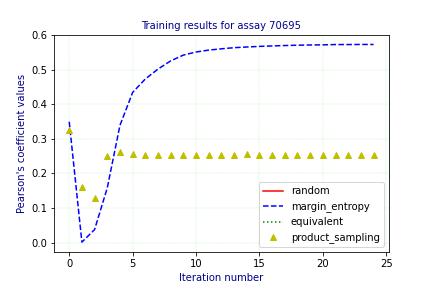 Training results for assay 70695
Pearson's coefficient values
0.6
0.5
0.4
0.3
0.2
0.1
0.0
random
margin_entropy
equivalent
product_sampling
0 5 10 15 20 25
Iteration number